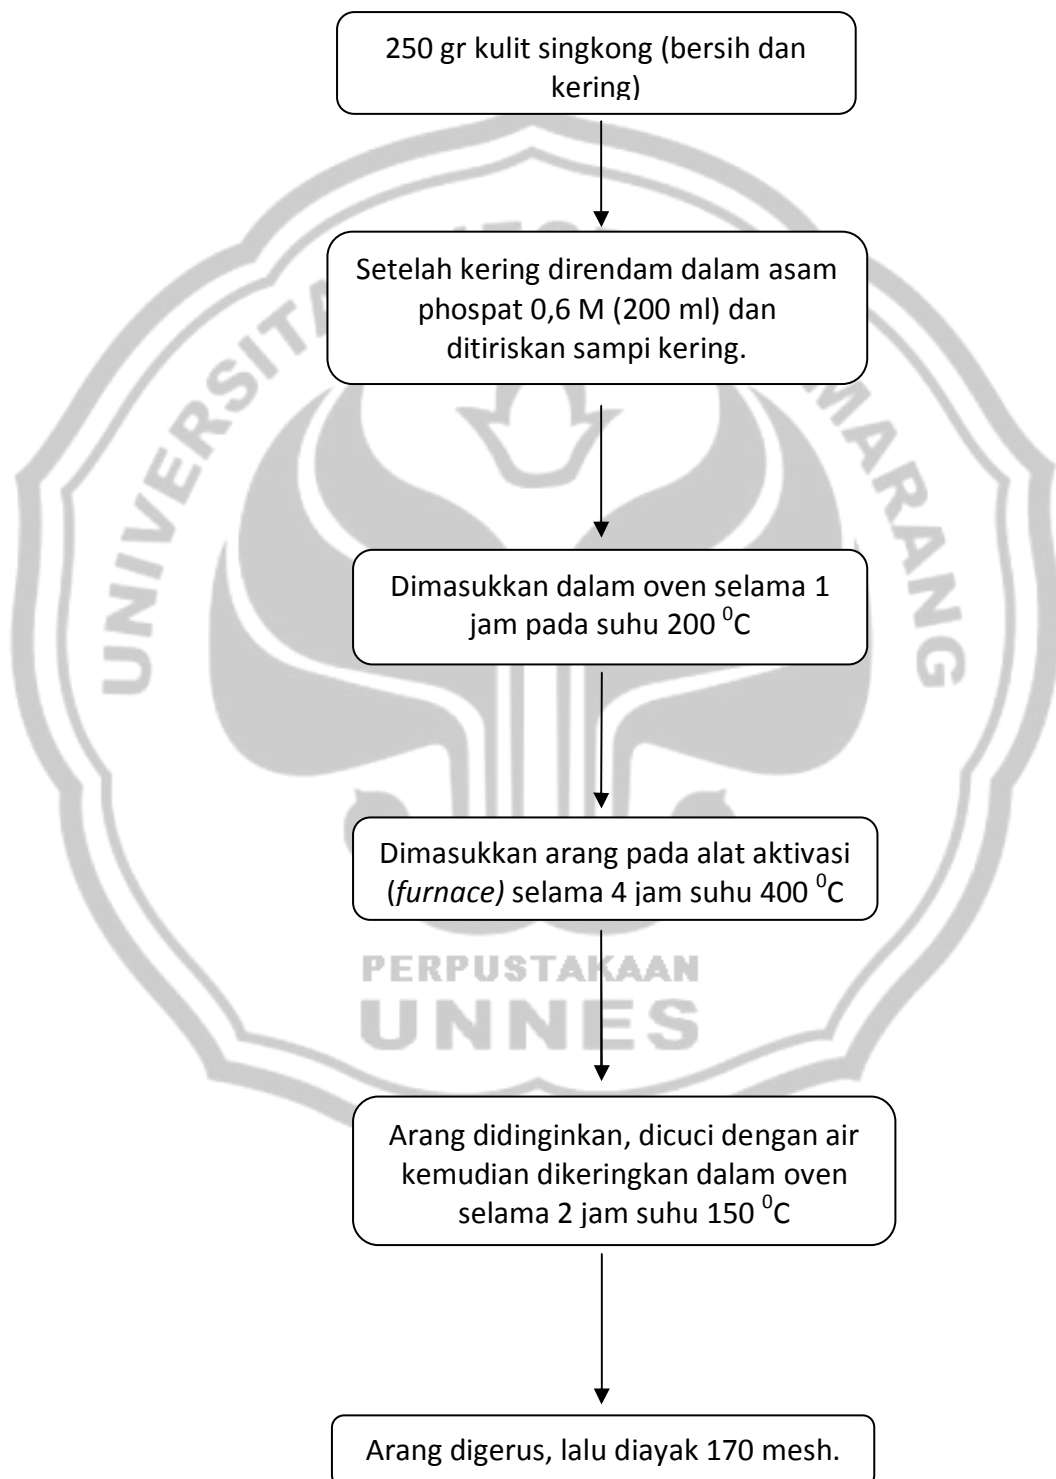 250 gr kulit singkong (bersih dan
kering)
Setelah kering direndam dalam asam
phospat 0,6 M (200 ml) dan
ditiriskan sampi kering.
Dimasukkan dalam oven selama 1
jam pada suhu 200 ⁰C
Dimasukkan arang pada alat aktivasi
(furnace) selama 4 jam suhu 400 ⁰C
PERPUSTAKAAN
UNNES
Arang didinginkan, dicuci dengan air
kemudian dikeringkan dalam oven
selama 2 jam suhu 150 ⁰C
Arang digerus, lalu diayak 170 mesh.